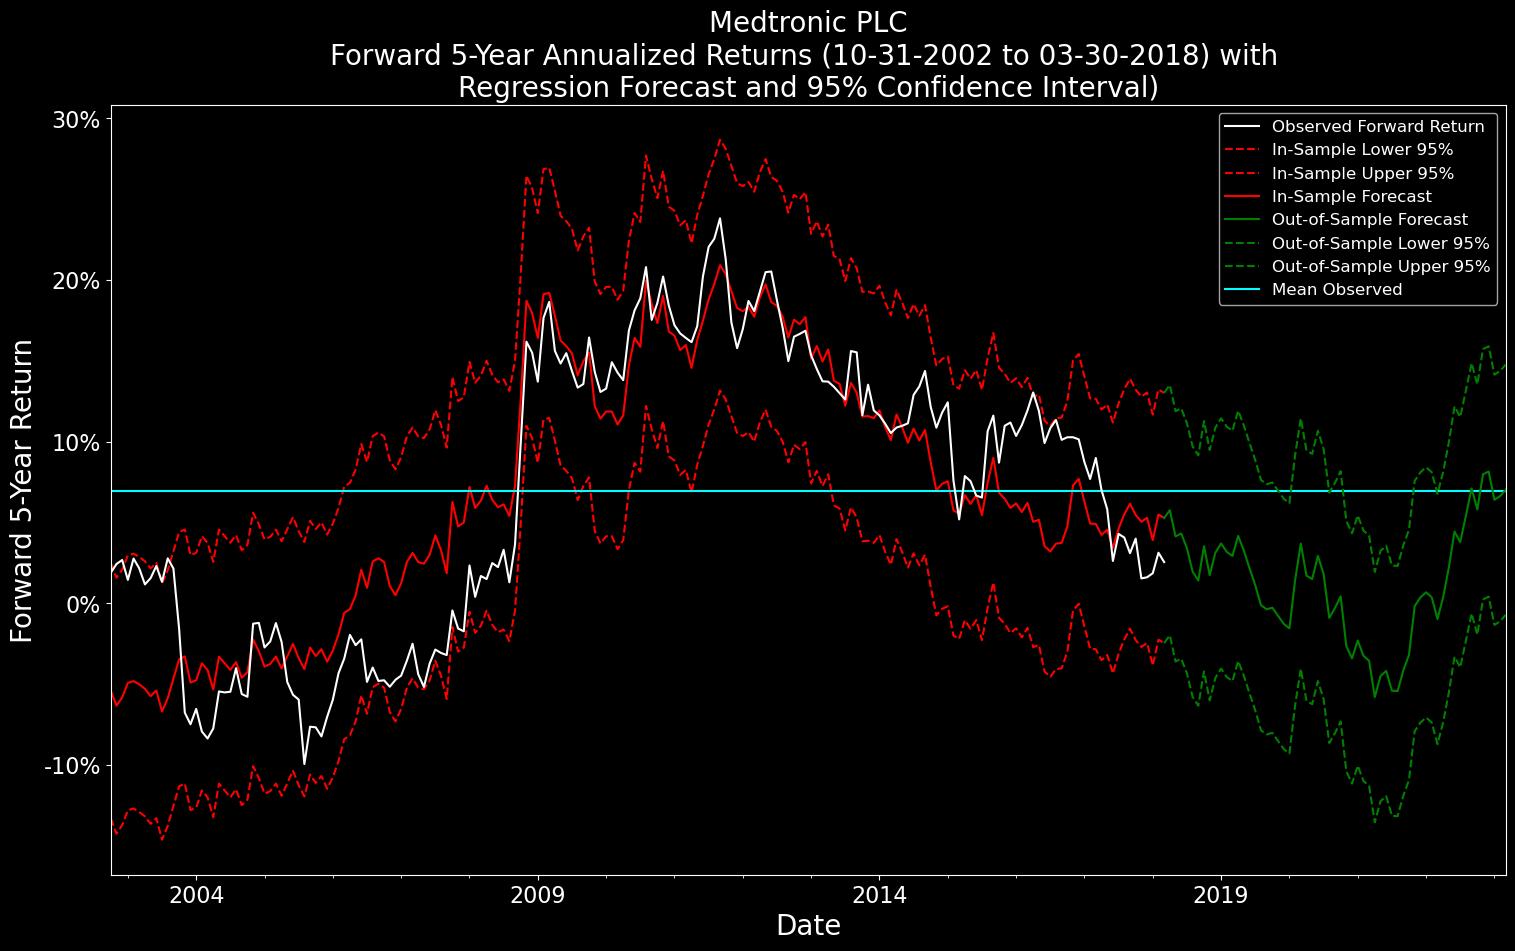 Medtronic PLC
Forward 5-Year Annualized Returns (10-31-2002 to 03-30-2018) with
Regression Forecast and 95% Confidence Interval)
30%
20%
10%
0%
-10%
Forward 5-Year Return
Observed Forward Return
In-Sample Lower 95%
In-Sample Upper 95%
In-Sample Forecast
Out-of-Sample Forecast
Out-of-Sample Lower 95%
Out-of-Sample Upper 95%
Mean Observed
2004
2009
2014
2019
Date